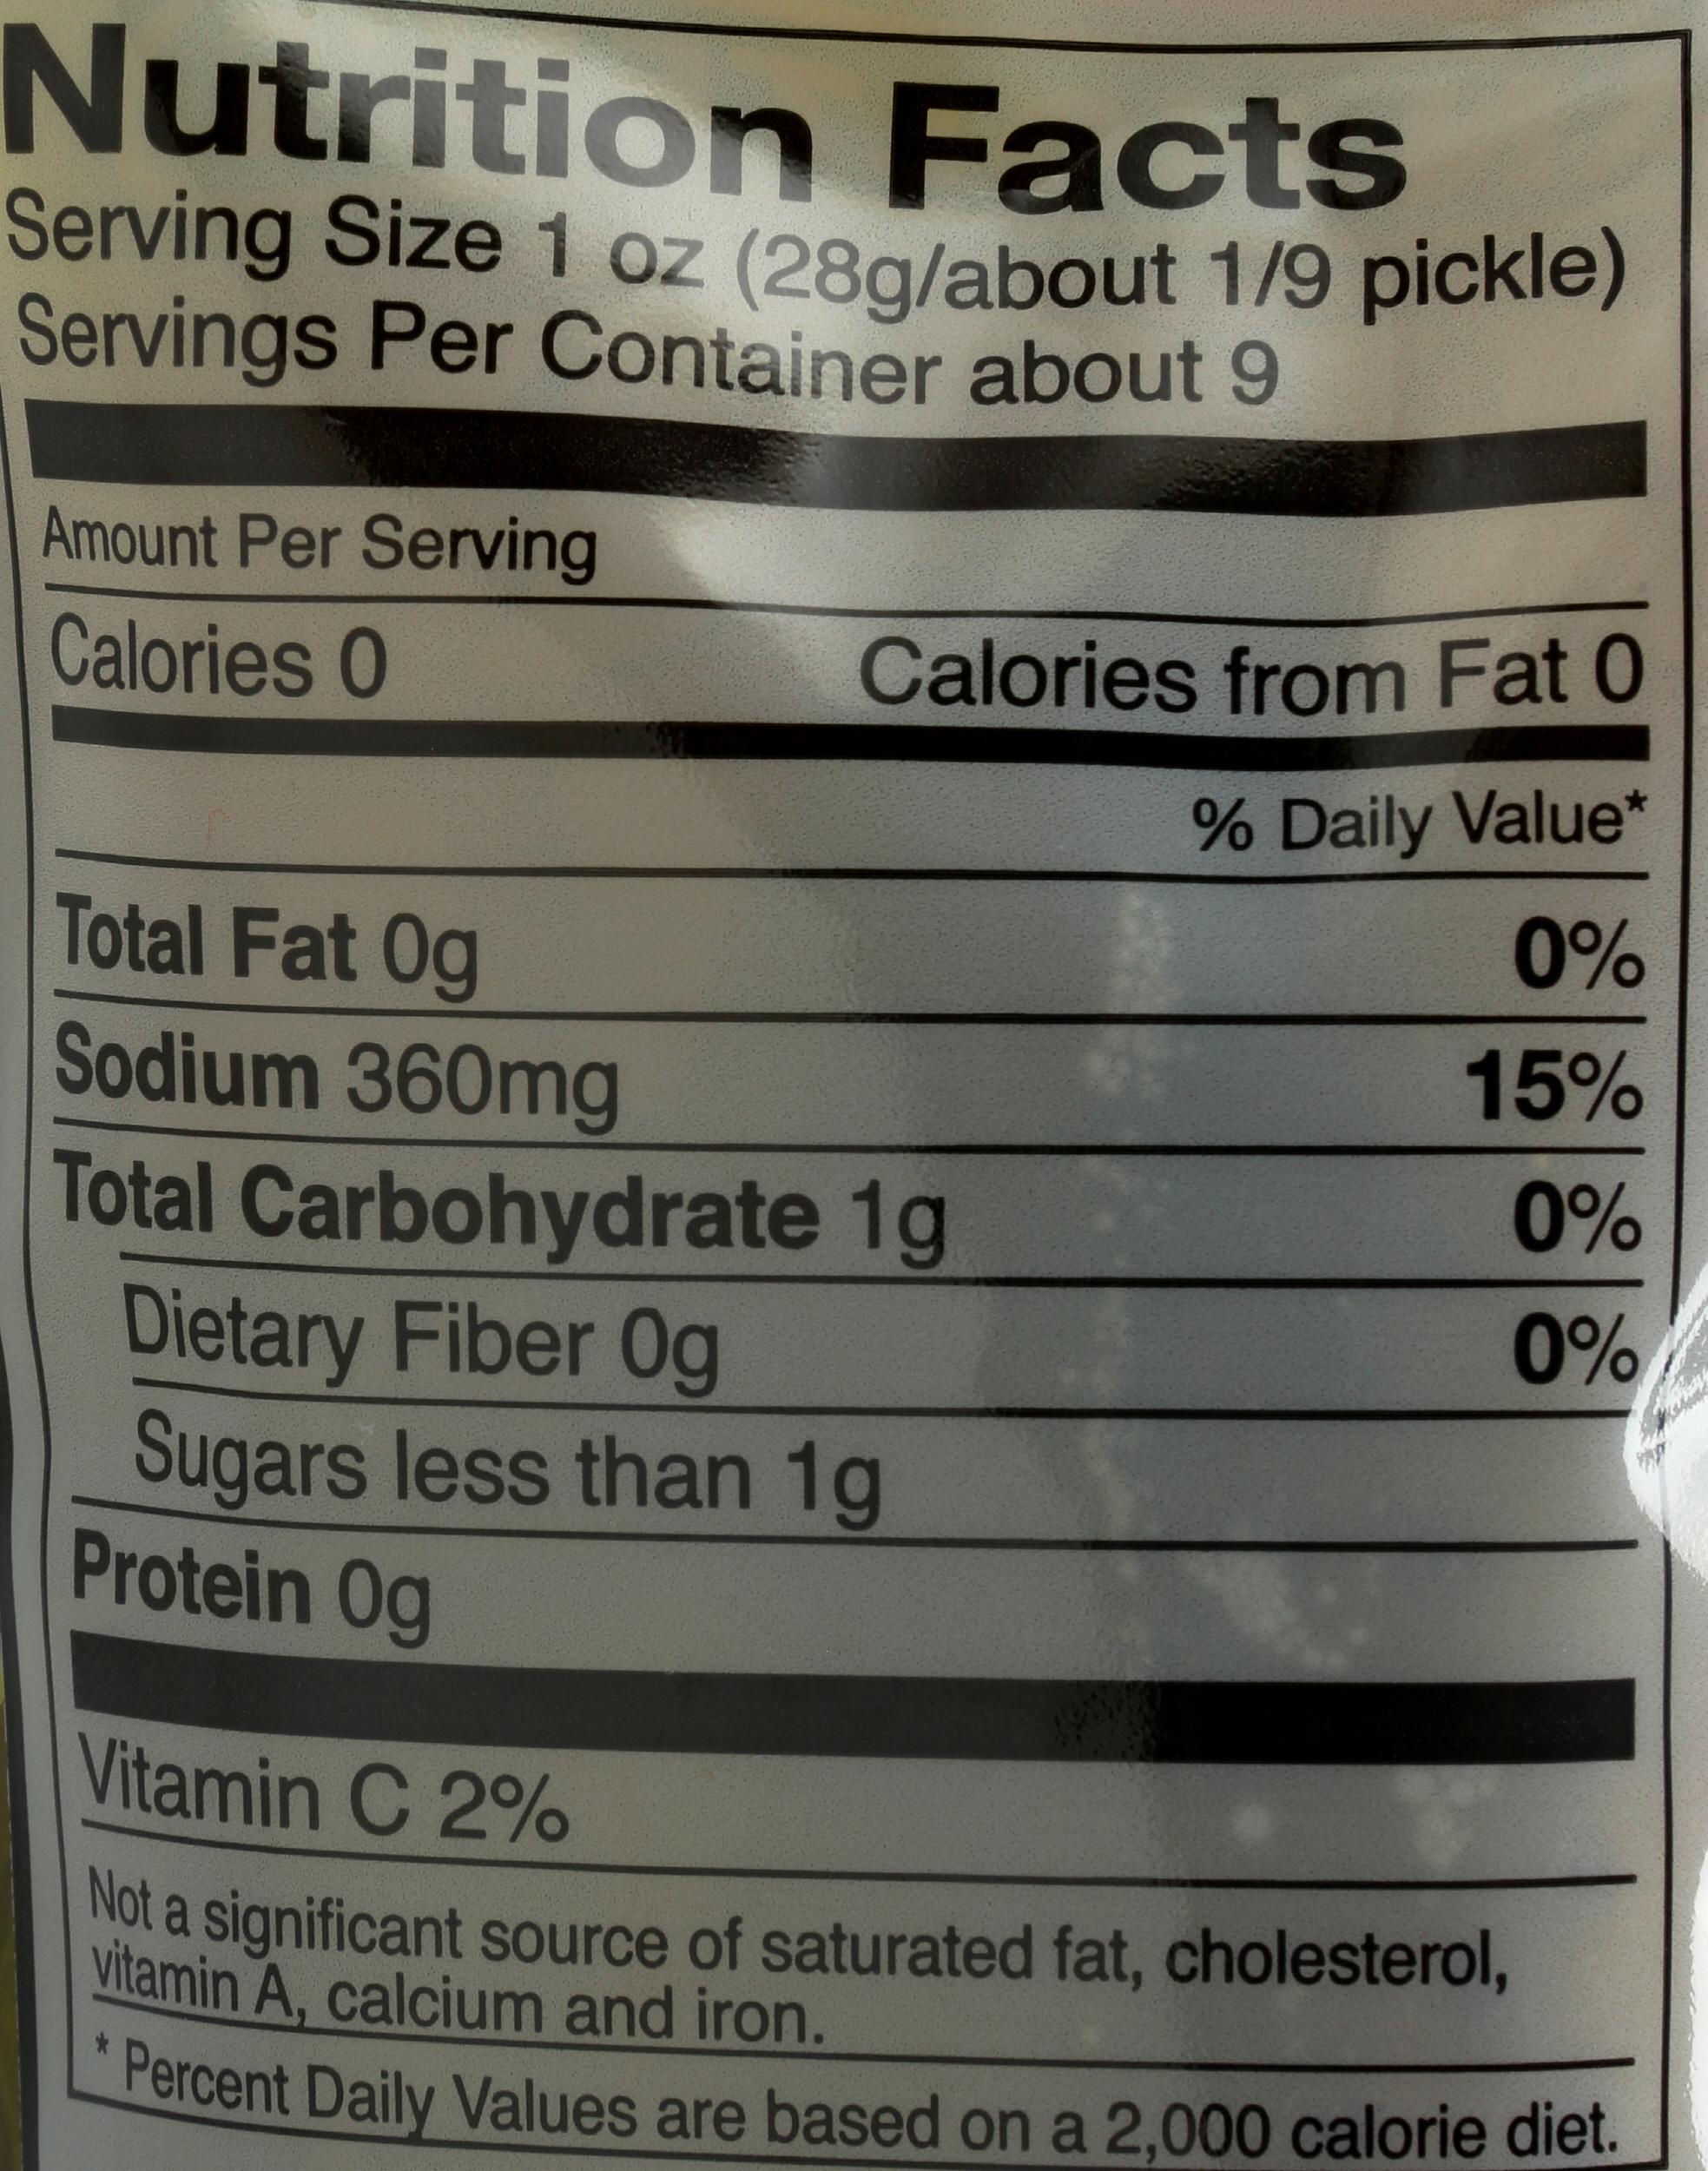 Nutrition Facts
Serving Size 1 oz (28g/about 1/9 pickle)
Servings Per Container about 9
Amount Per Serving
Calories 0 Calories from Fat 0
% Daily Value*
Total Fat 0g 0%
Sodium 360mg 15%
Total Carbohydrate 1g 0%
Dietary Fiber 0g 0%
Sugars less than 1g
Protein 0g
Vitamin C 2%
Not a significant source of saturated fat, cholesterol,
vitamin A, calcium and iron.
* Percent Daily Values are based on a 2,000 calorie diet.